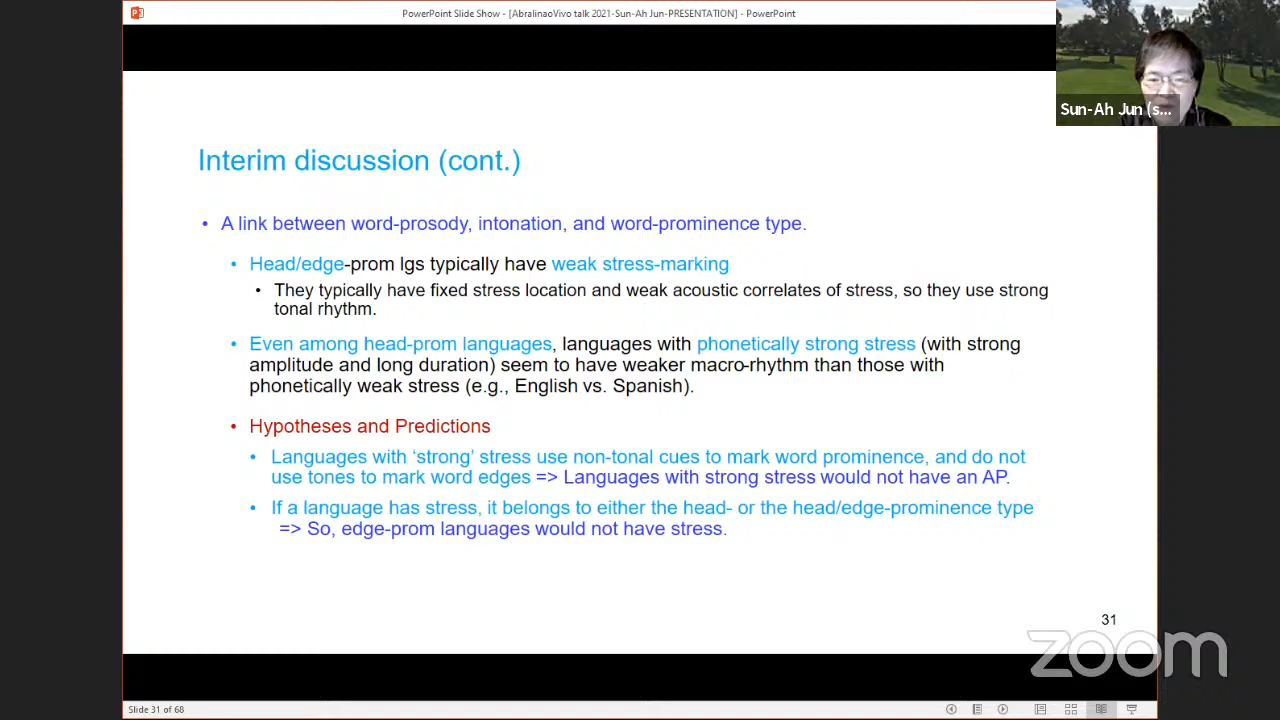 PowerPoint Slide Show - [AbralinaoVivo talk 2021-Sun-Ah Jun-PRESENTATION] - PowerPoint
Sun-Ah Jun (s...
Interim discussion (cont.)
• A link between word-prosody, intonation, and word-prominence type.
• Head/edge-prom lgs typically have weak stress-marking
• They typically have fixed stress location and weak acoustic correlates of stress, so they use strong
tonal rhythm.
• Even among head-prom languages, languages with phonetically strong stress (with strong
amplitude and long duration) seem to have weaker macro-rhythm than those with
phonetically weak stress (e.g., English vs. Spanish).
• Hypotheses and Predictions
• Languages with ‘strong’ stress use non-tonal cues to mark word prominence, and do not
use tones to mark word edges => Languages with strong stress would not have an AP.
• If a language has stress, it belongs to either the head- or the head/edge-prominence type
=> So, edge-prom languages would not have stress.
31
zoom
Slide 31 of 68